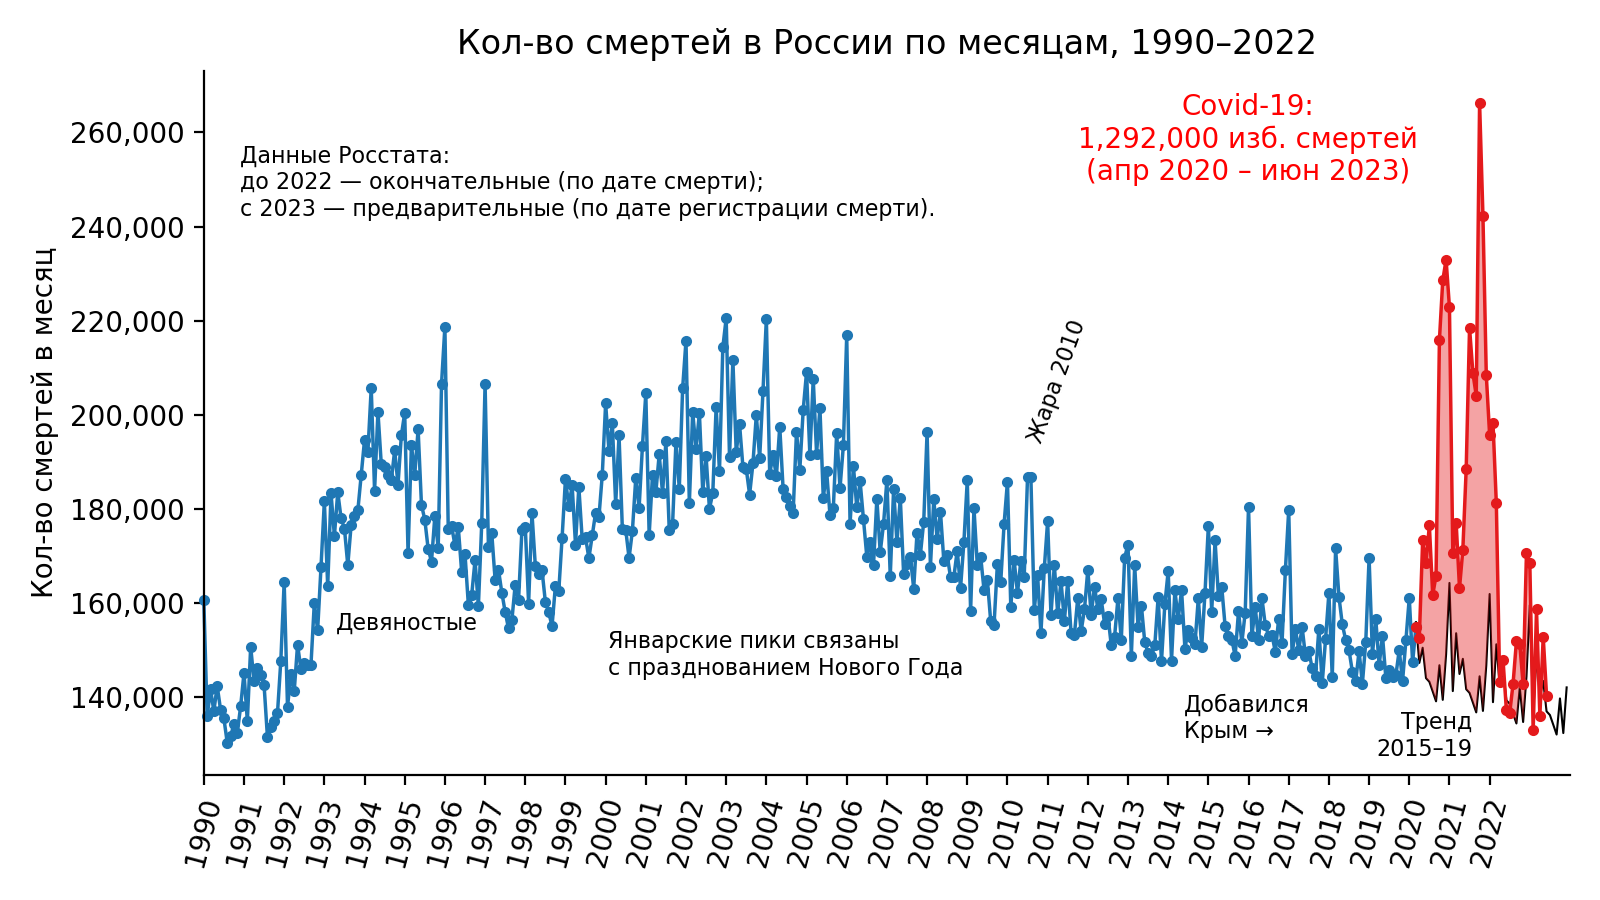 Кол-во смертей в России по месяцам, 1990–2022
Covid-19:
1,292,000 изб. смертей
(апр 2020 – июн 2023)
Данные Росстата:
до 2022 — окончательные (по дате смерти);
с 2023 — предварительные (по дате регистрации смерти).
Кол-во смертей в месяц
260,000
240,000
220,000
200,000
180,000
160,000
140,000
Жара 2010
Девяностые
Январские пики связаны
с празднованием Нового Года
Добавился
Крым →
Тренд
2015–19
1990
1991
1992
1993
1994
1995
1996
1997
1998
1999
2000
2001
2002
2003
2004
2005
2006
2007
2008
2009
2010
2011
2012
2013
2014
2015
2016
2017
2018
2019
2020
2021
2022